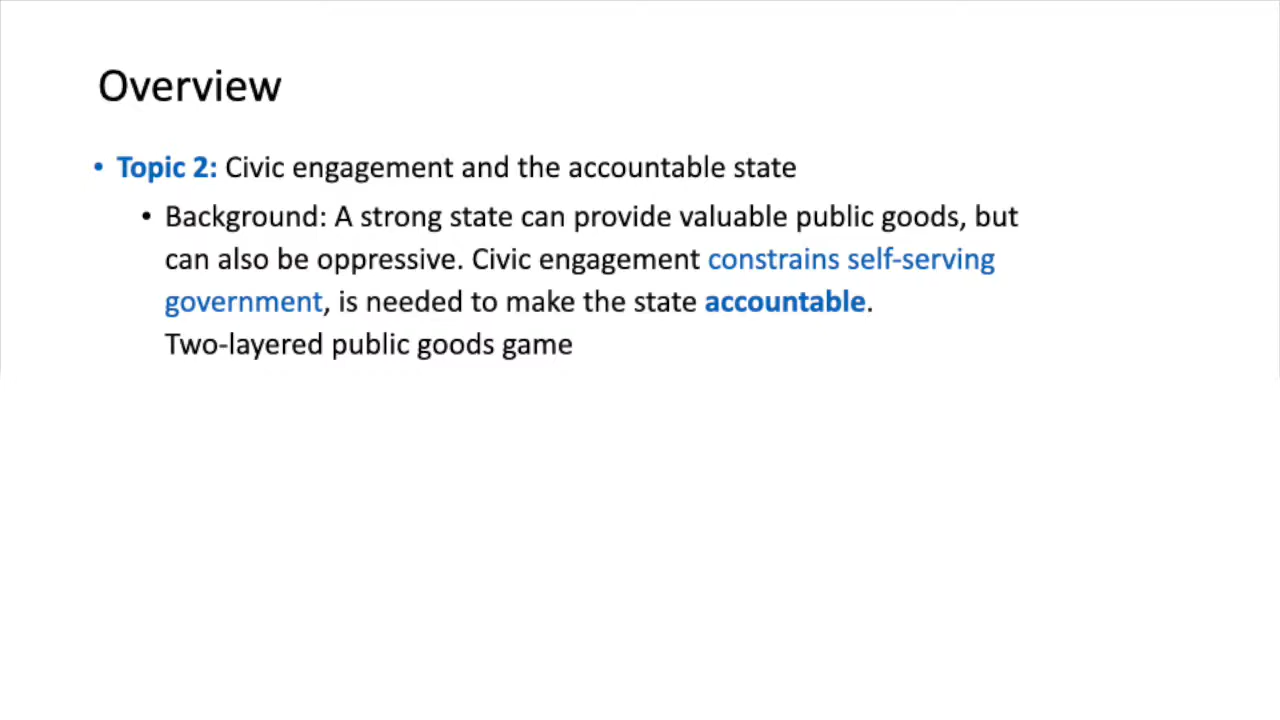 Overview
• Topic 2: Civic engagement and the accountable state
• Background: A strong state can provide valuable public goods, but
can also be oppressive. Civic engagement constrains self-serving
government, is needed to make the state accountable.
Two-layered public goods game